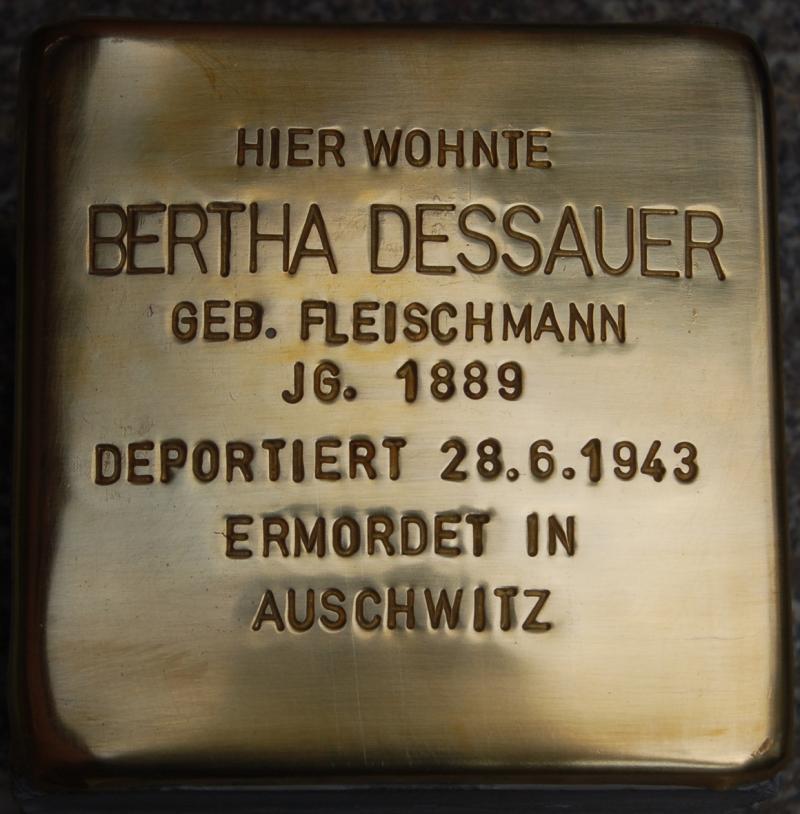 HIER WOHNTE
BERTHA DESSAUER
GEB. FLEISCHMANN
JG. 1889
DEPORTIERT 28.6.1943
ERMORDET IN
AUSCHWITZ